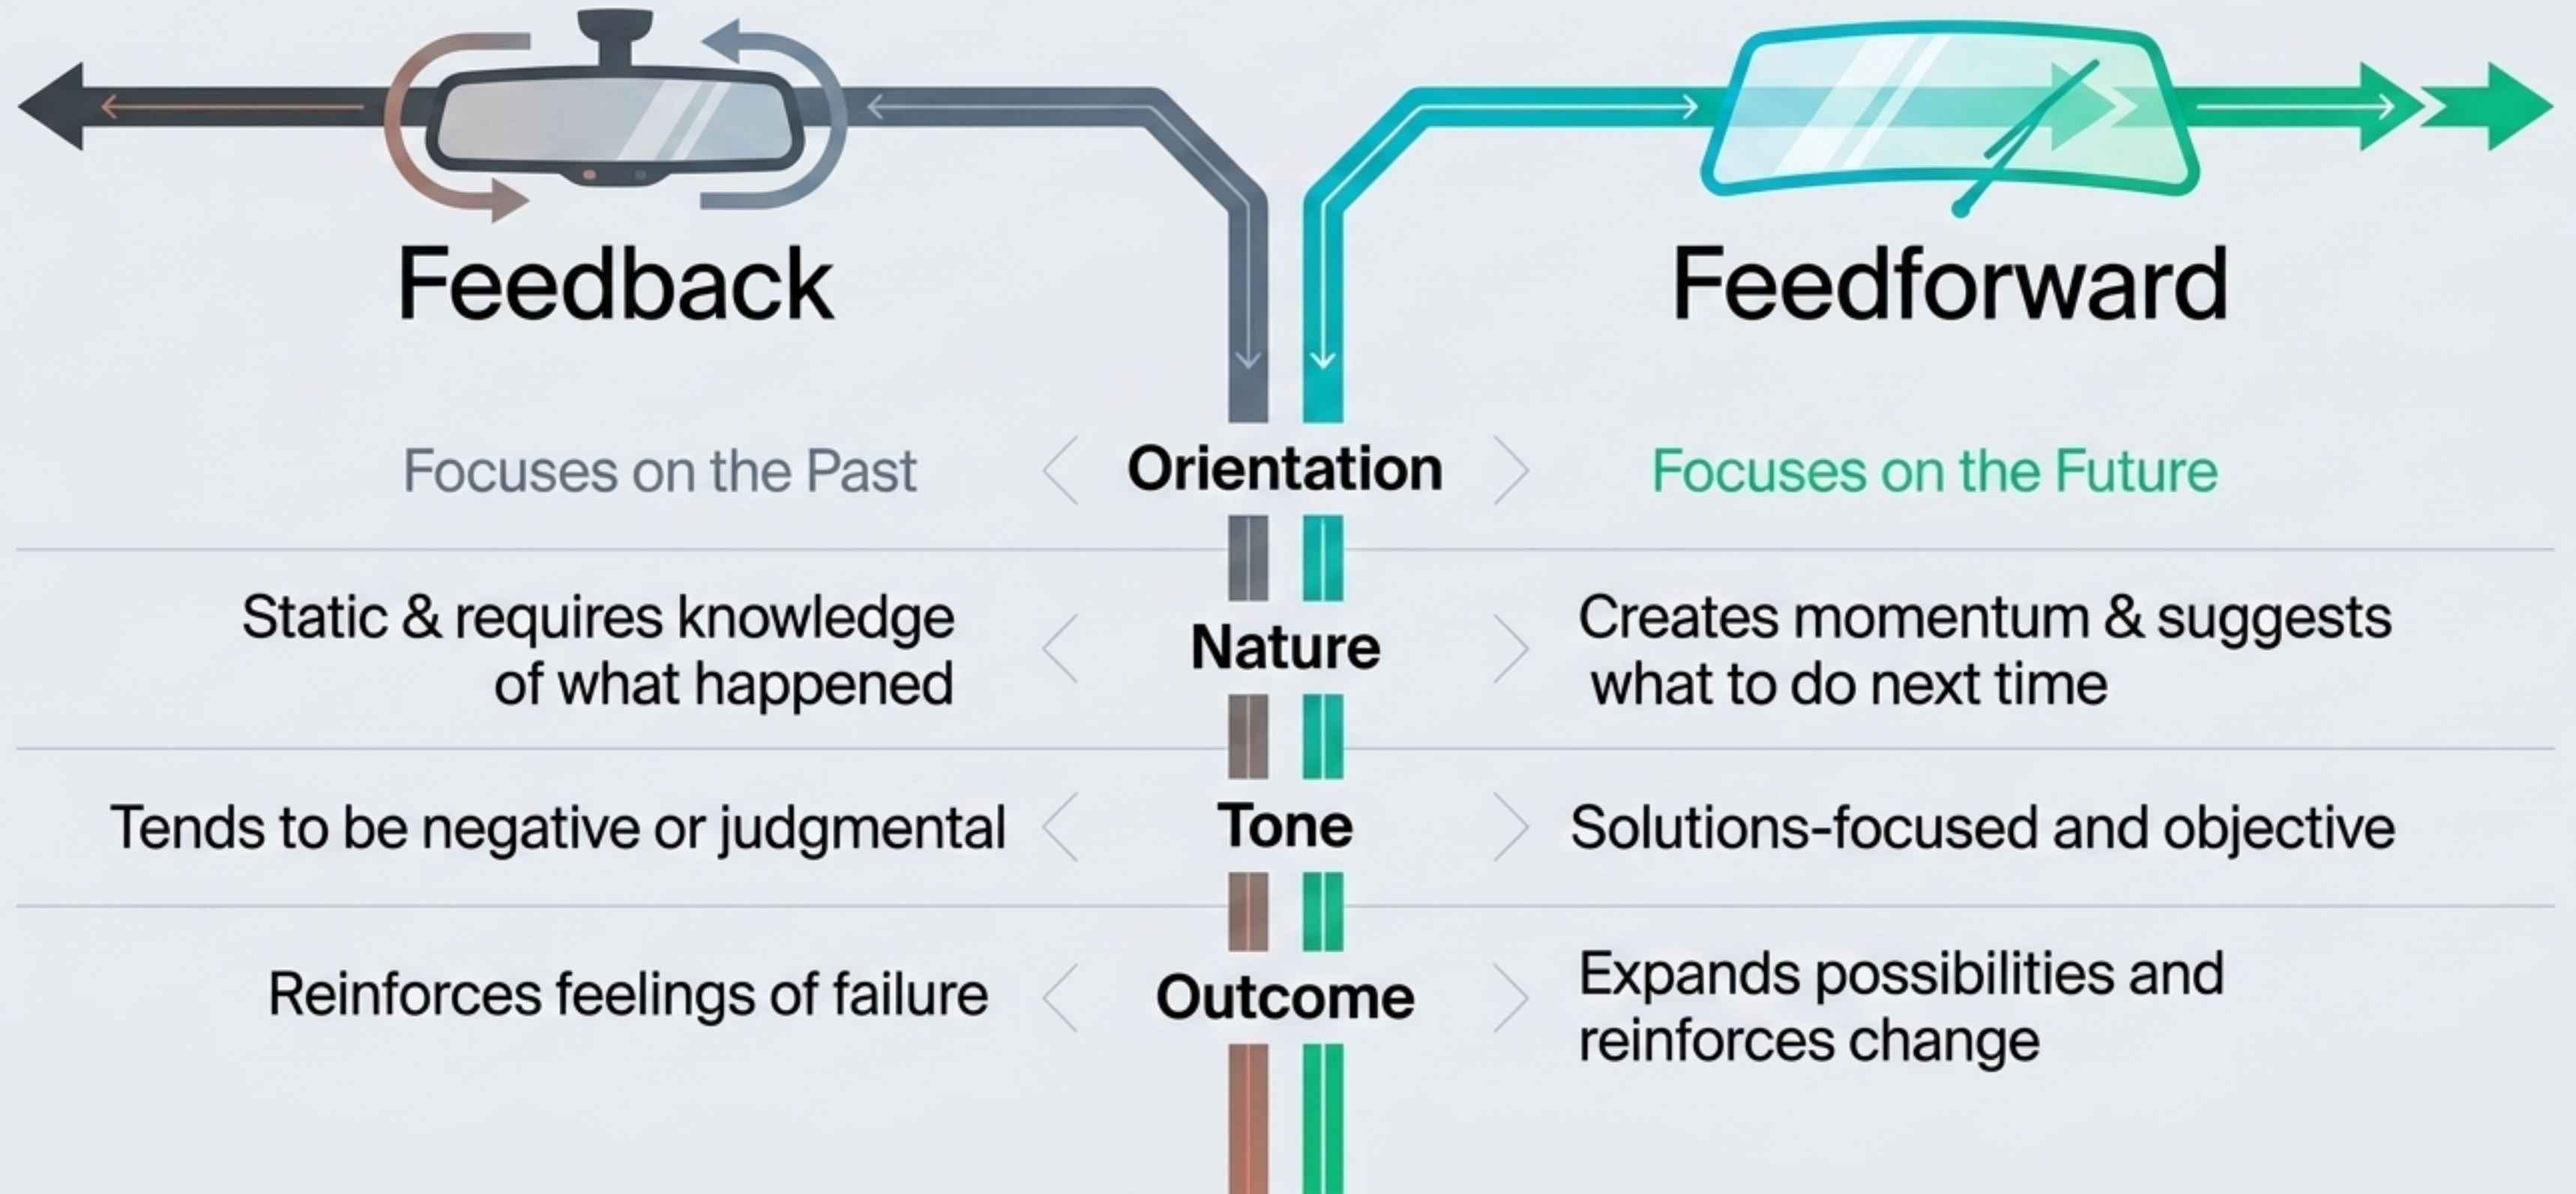 Feedback
Feedforward
Focuses on the Past
Orientation
Focuses on the Future
Static & requires knowledge
of what happened
Nature
Creates momentum & suggests
what to do next time
Tends to be negative or judgmental
Tone
Solutions-focused and objective
Reinforces feelings of failure
Outcome
Expands possibilities and
reinforces change